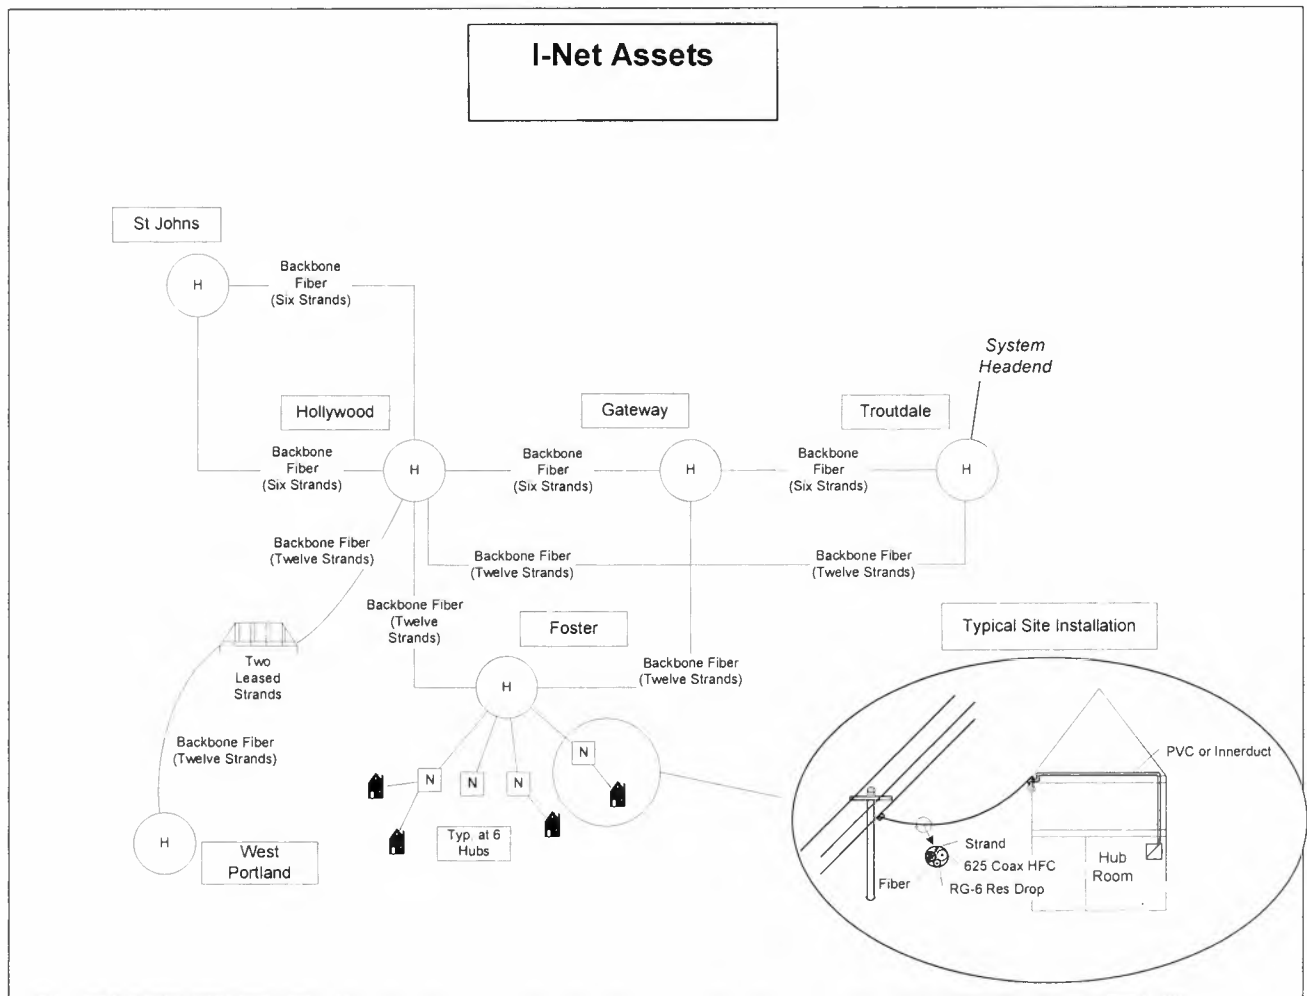 I-Net Assets
St Johns
H
Backbone
Fiber
(Six Strands)
System
Headend
Hollywood
Gateway
Troutdale
Backbone
Fiber
(Six Strands)
H
Backbone
Fiber
(Six Strands)
H
Backbone
Fiber
(Six Strands)
H
Backbone Fiber
(Twelve Strands)
Backbone Fiber
(Twelve Strands)
Backbone Fiber
(Twelve Strands)
Backbone Fiber
(Twelve
Strands)
Foster
Typical Site Installation
Two
Leased
Strands
H
Backbone Fiber
(Twelve Strands)
Backbone Fiber
(Twelve Strands)
N
N
N
N
PVC or Innerduct
Typ. at 6
Hubs
H
West
Portland
Strand
625 Coax HFC
RG-6 Res Drop
Fiber
Hub
Room